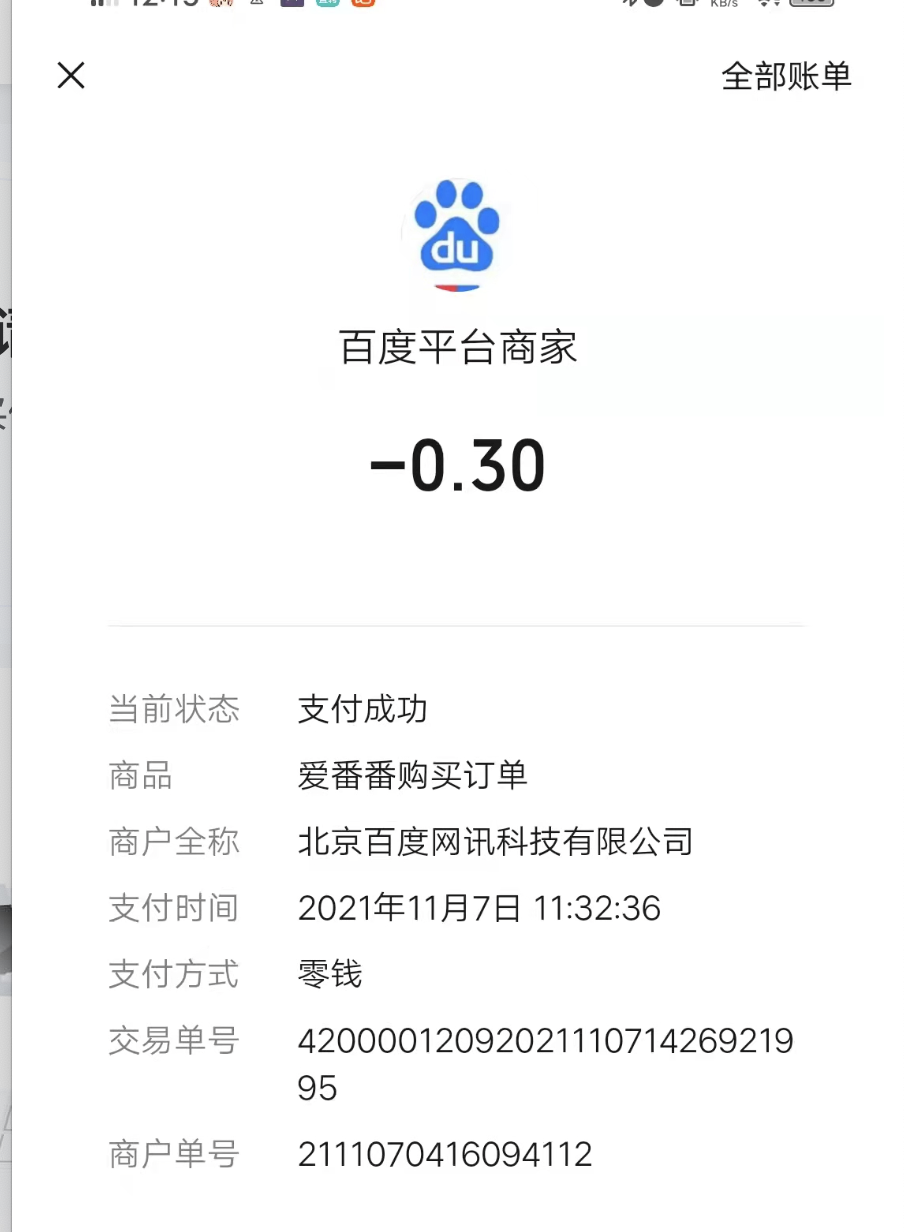 全部账单
du
百度平台商家
-0.30
当前状态 支付成功
商品 爱番番购买订单
商户全称 北京百度网讯科技有限公司
支付时间 2021年11月7日 11:32:36
支付方式 零钱
交易单号 42000012092021110714269219
95
商户单号 2111070416094112